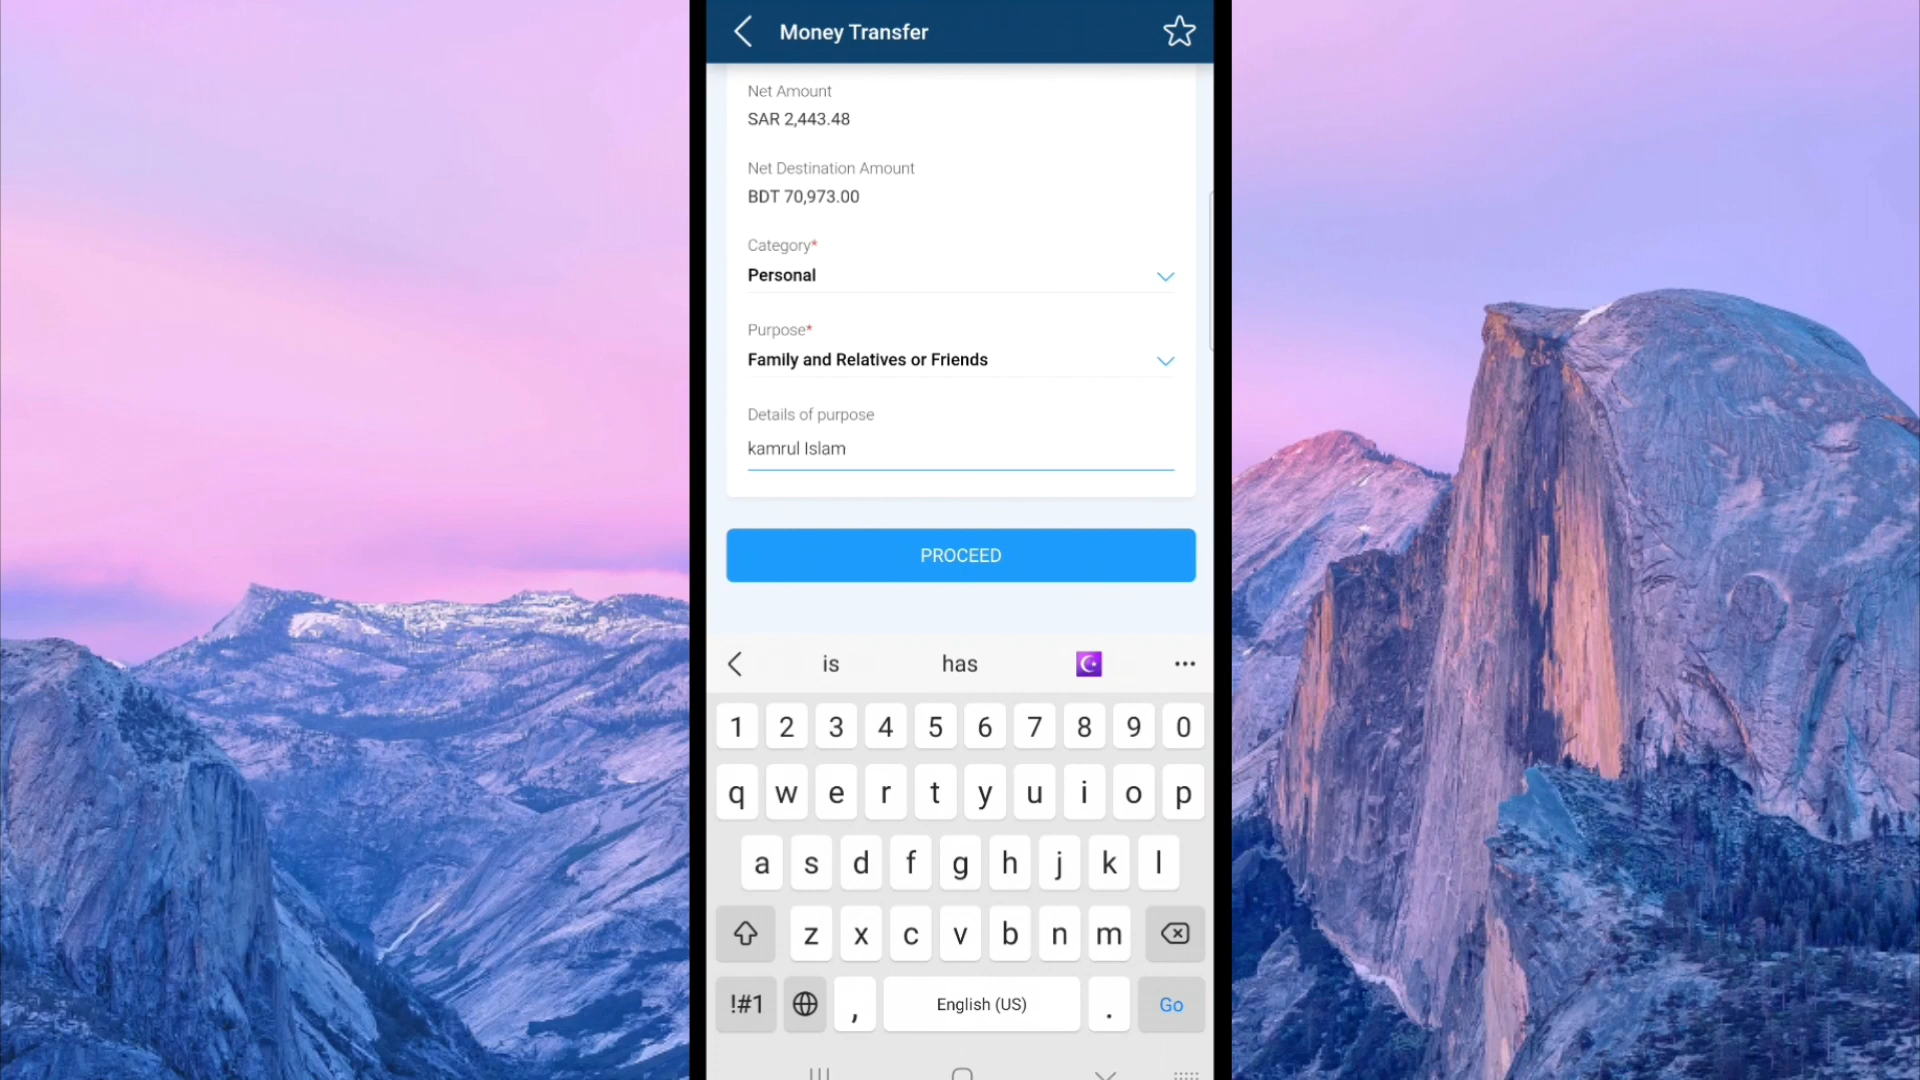 Money Transfer
Net Amount
SAR 2,443.48
Net Destination Amount
BDT 70,973.00
Category*
Personal
Purpose*
Family and Relatives or Friends
Details of purpose
kamrul Islam
PROCEED
is has
1 2 3 4 5 6 7 8 9 0
q w e r t y u i o p
a s d f g h j k l
z x c v b n m
!#1 , English (US) . Go